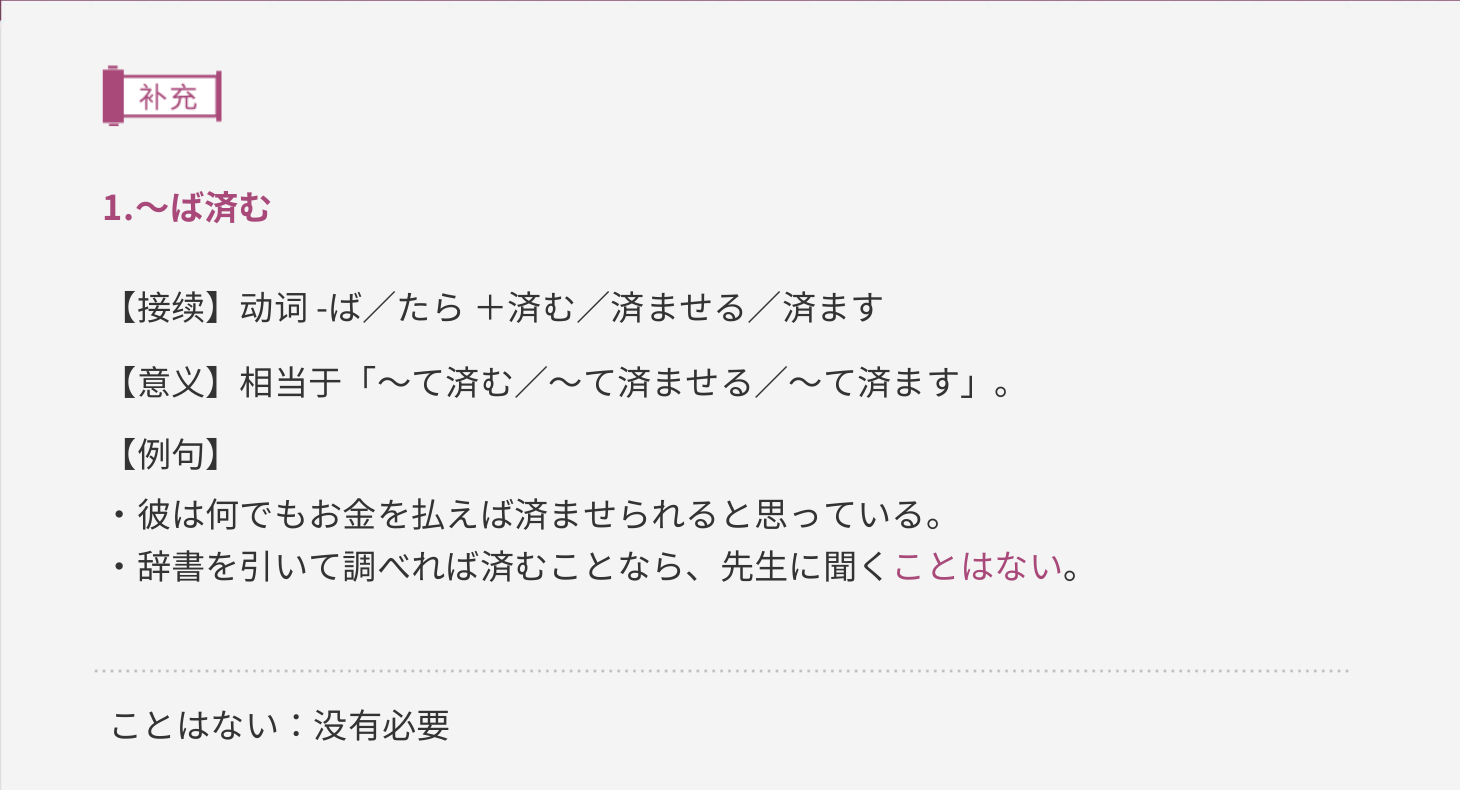 补充
1.～ば済む
【接续】动词 -ば／たら ＋済む／済ませる／済ます
【意义】相当于「～て済む／～て済ませる／～て済ます」。
【例句】
・彼は何でもお金を払えば済ませられると思っている。
・辞書を引いて調べれば済むことなら、先生に聞くことはない。
ことはない：没有必要